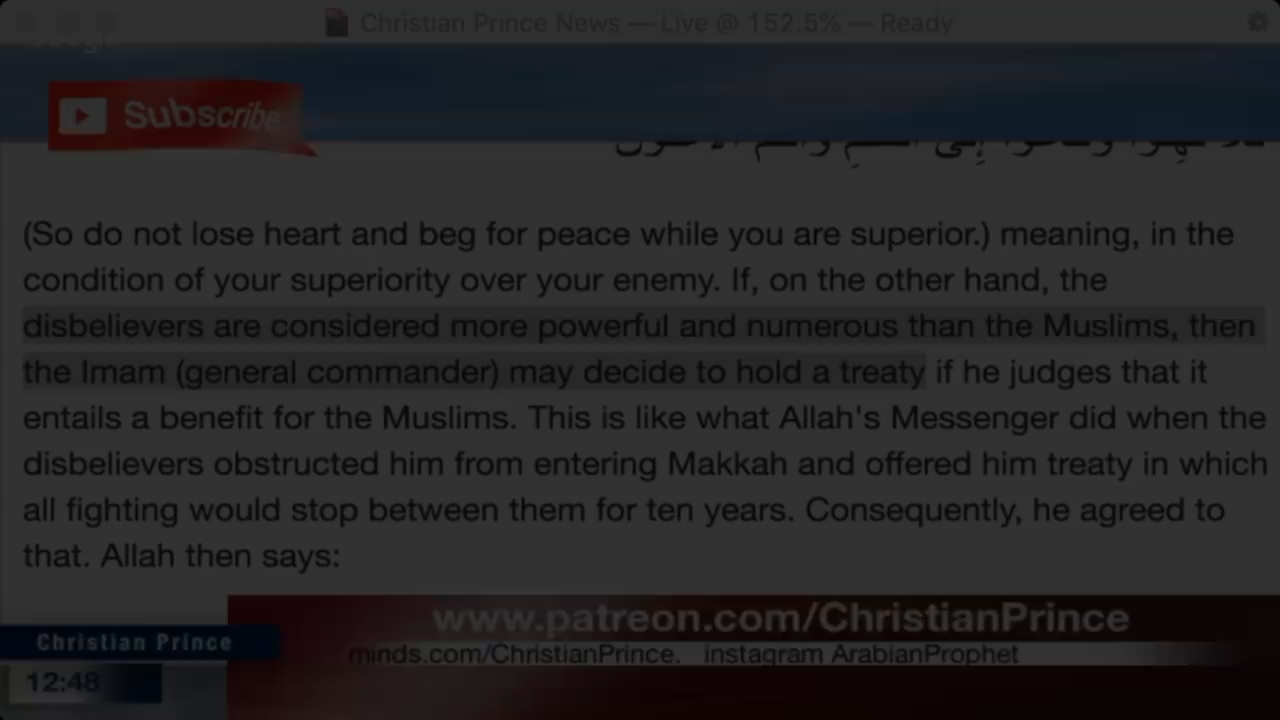 Christian Prince News — Live @ 152.5% — Ready
Subscribe
(So do not lose heart and beg for peace while you are superior.) meaning, in the
condition of your superiority over your enemy. If, on the other hand, the
disbelievers are considered more powerful and numerous than the Muslims, then
the Imam (general commander) may decide to hold a treaty if he judges that it
entails a benefit for the Muslims. This is like what Allah's Messenger did when the
disbelievers obstructed him from entering Makkah and offered him treaty in which
all fighting would stop between them for ten years. Consequently, he agreed to
that. Allah then says:
www.patreon.com/ChristianPrince
Christian Prince
minds.com/ChristianPrince. instagram ArabianProphet
12:48